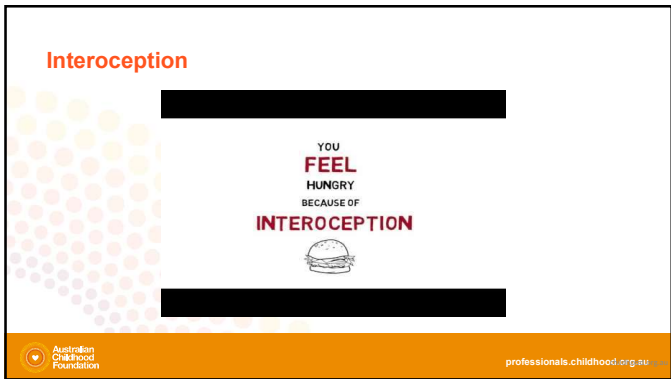 Interoception
YOU
FEEL
HUNGRY
BECAUSE OF
INTEROCEPTION
Australian
Childhood
Foundation
professionals.childhood.org.au